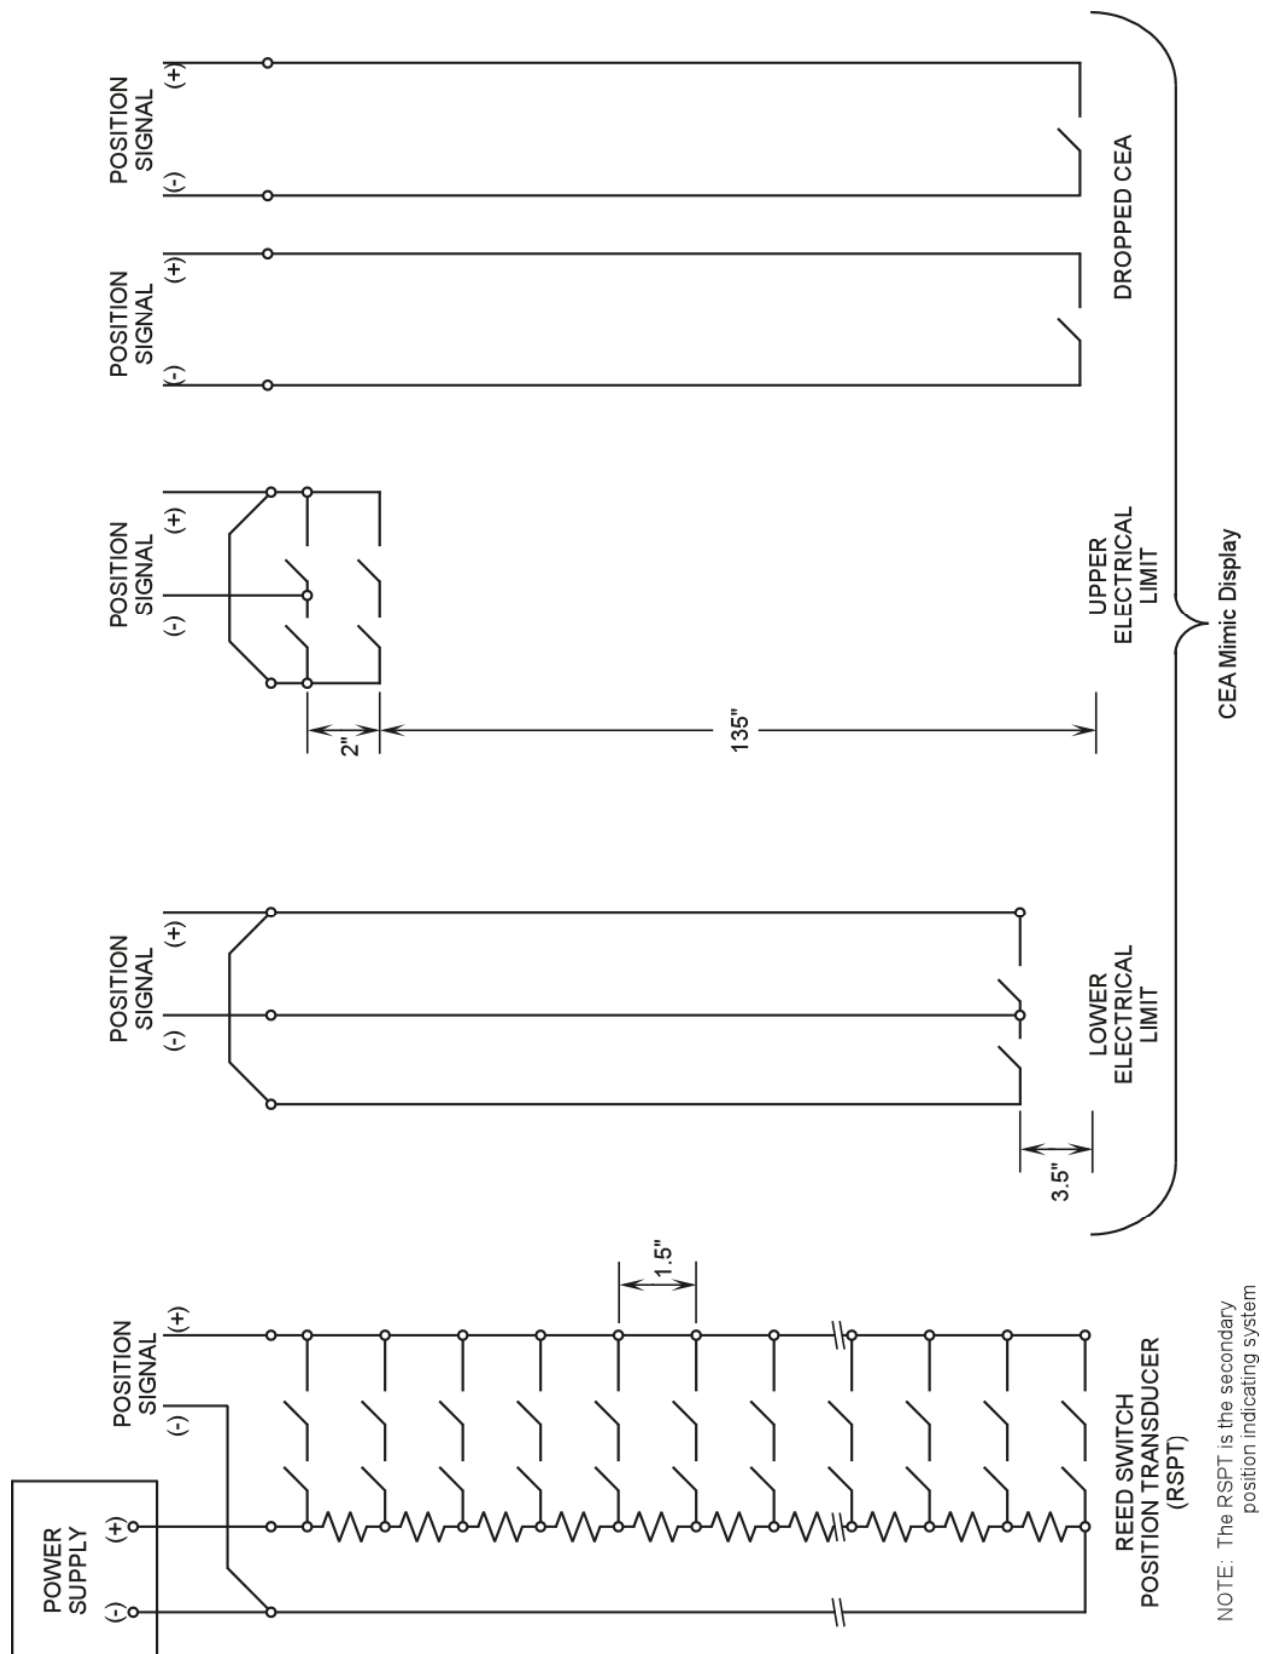 POWER
SUPPLY
(-)
(+)
POSITION
SIGNAL
(-)
(+)
1.5"
REED SWITCH
POSITION TRANSDUCER
(RSPT)
NOTE: The RSPT is the secondary
position indicating system
POSITION
SIGNAL
(-)
(+)
3.5"
LOWER
ELECTRICAL
LIMIT
POSITION
SIGNAL
(-)
(+)
2"
135"
UPPER
ELECTRICAL
LIMIT
POSITION
SIGNAL
(-)
(+)
POSITION
SIGNAL
(-)
(+)
DROPPED CEA
CEA Mimic Display